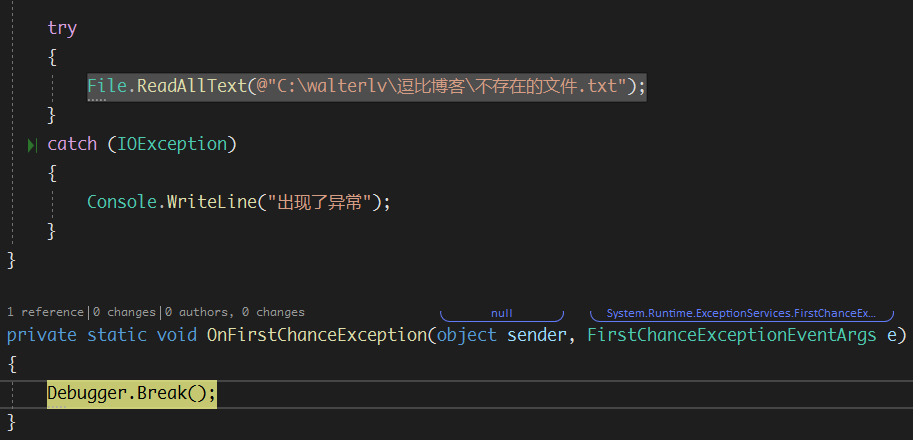 try
{
File.ReadAllText(@"C:\walterlv\逗比博客\不存在的文件.txt");
}
catch (IOException)
{
Console.WriteLine("出现了异常");
}
}
1 reference|0 changes|0 authors, 0 changes
null
System.Runtime.ExceptionServices.FirstChanceEx...
private static void OnFirstChanceException(object sender, FirstChanceExceptionEventArgs e)
{
Debugger.Break();
}